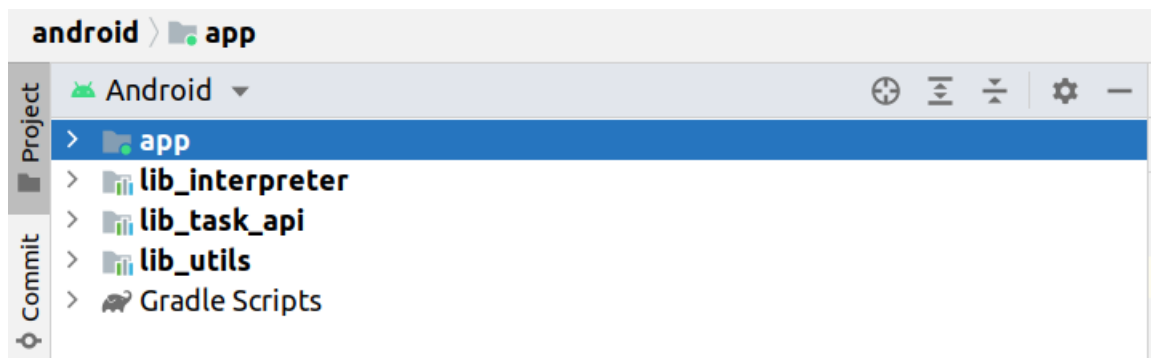 android 〉 app
Project
Commit
Android
app
lib_interpreter
lib_task_api
lib_utils
Gradle Scripts